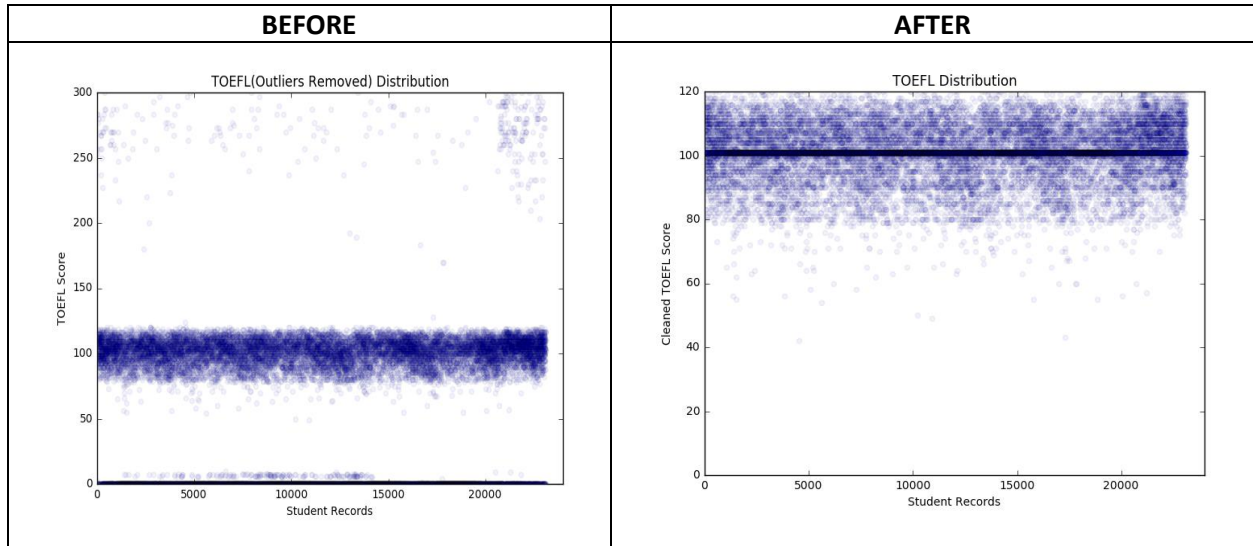 BEFORE
AFTER
TOEFL(Outliers Removed) Distribution
300
250
200
150
100
50
0
TOEFL Score
0 5000 10000 15000 20000
Student Records
TOEFL Distribution
120
100
80
60
40
20
0
Cleaned TOEFL Score
0 5000 10000 15000 20000
Student Records